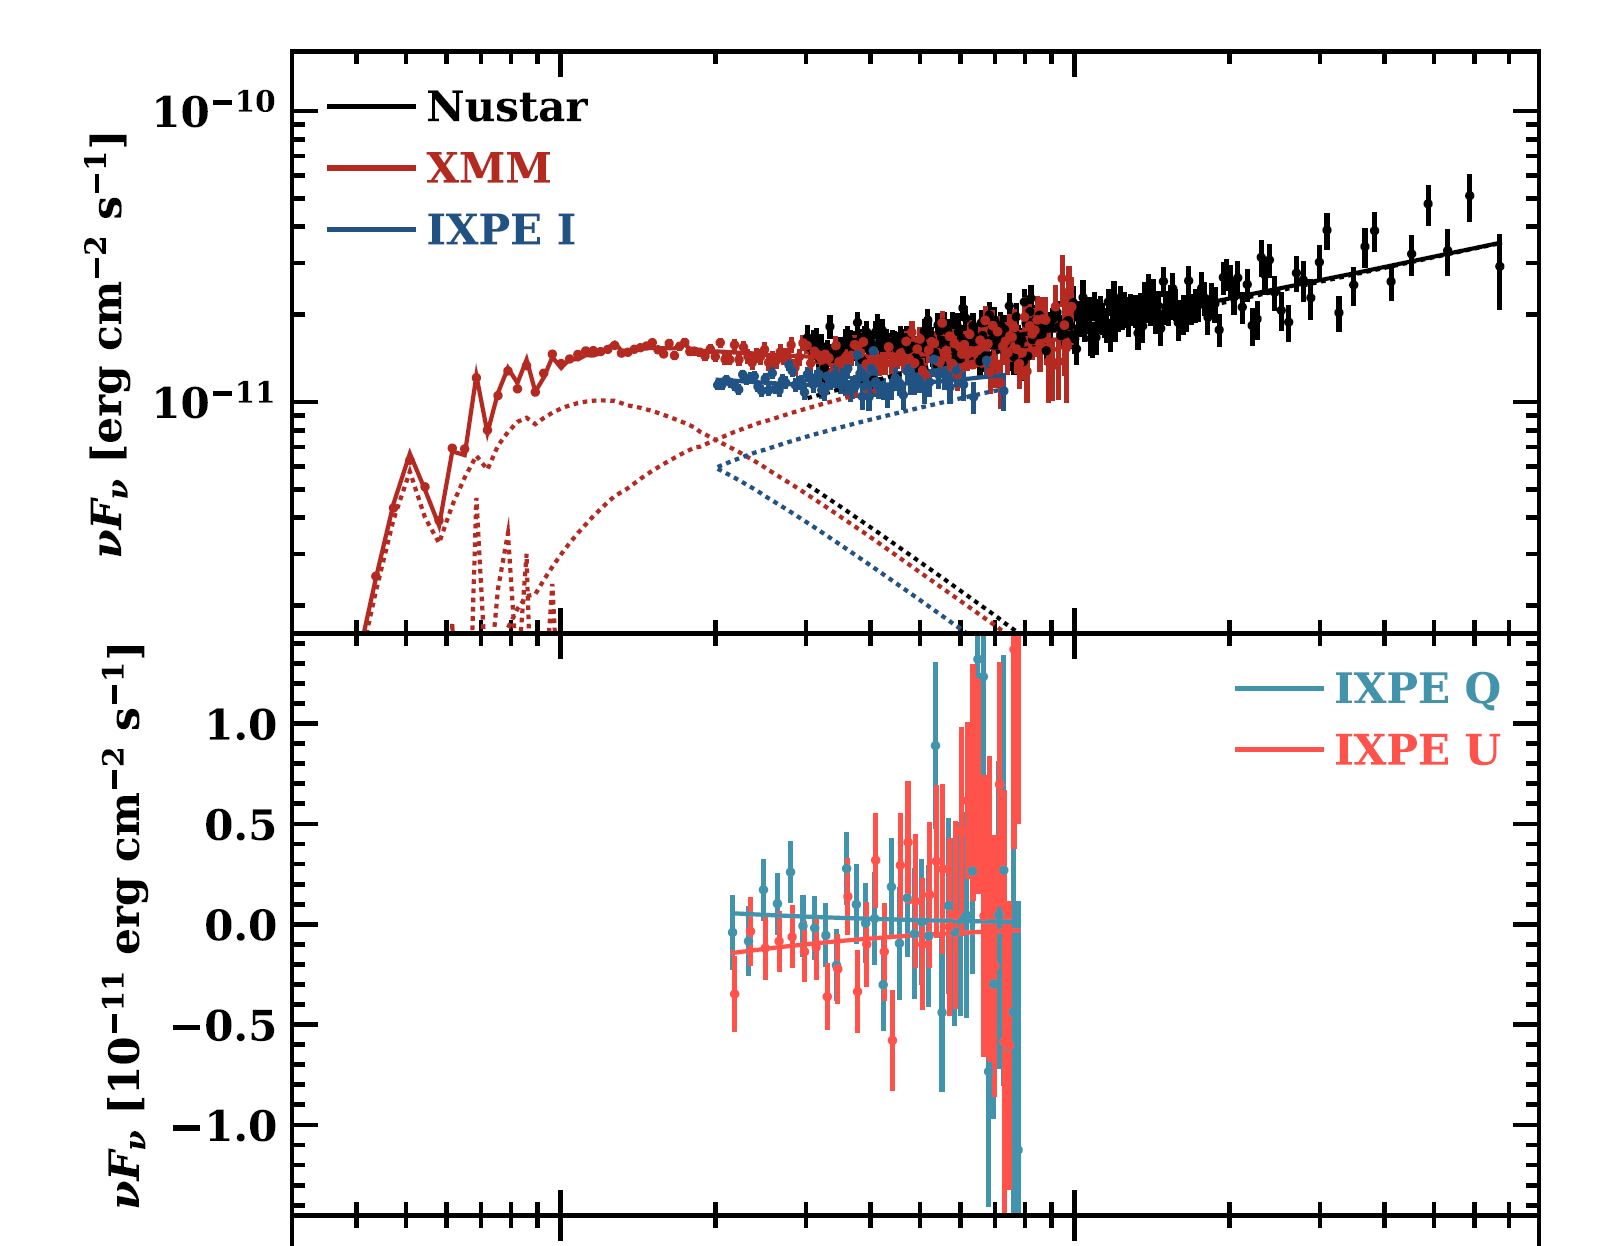 10⁻¹⁰
10⁻¹¹
νFν [erg cm⁻² s⁻¹]
Nustar
XMM
IXPE I
1.0
0.5
0.0
−0.5
−1.0
νFν [10⁻¹¹ erg cm⁻² s⁻¹]
IXPE Q
IXPE U